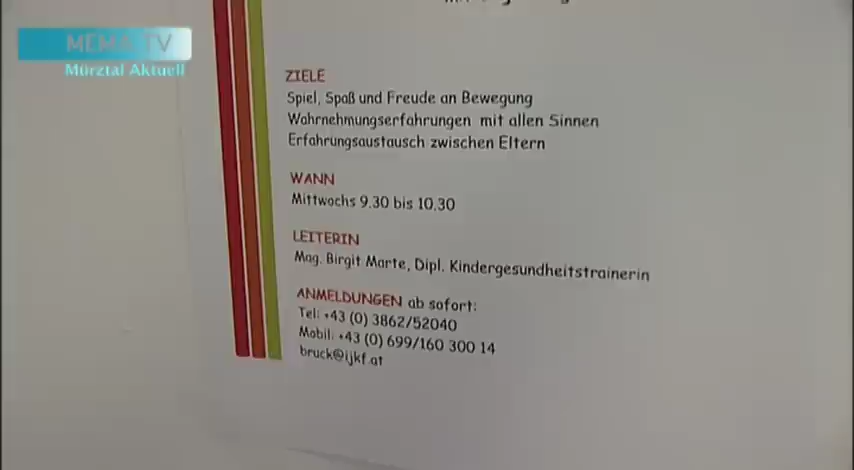 MEMA TV
Mürztal Aktuell
ZIELE
Spiel, Spaß und Freude an Bewegung
Wahrnehmungserfahrungen mit allen Sinnen
Erfahrungsaustausch zwischen Eltern
WANN
Mittwochs 9.30 bis 10.30
LEITERIN
Mag. Birgit Marte, Dipl. Kindergesundheitstrainerin
ANMELDUNGEN ab sofort:
Tel: +43 (0) 3862/52040
Mobil: +43 (0) 699/160 300 14
bruck@ijkf.at